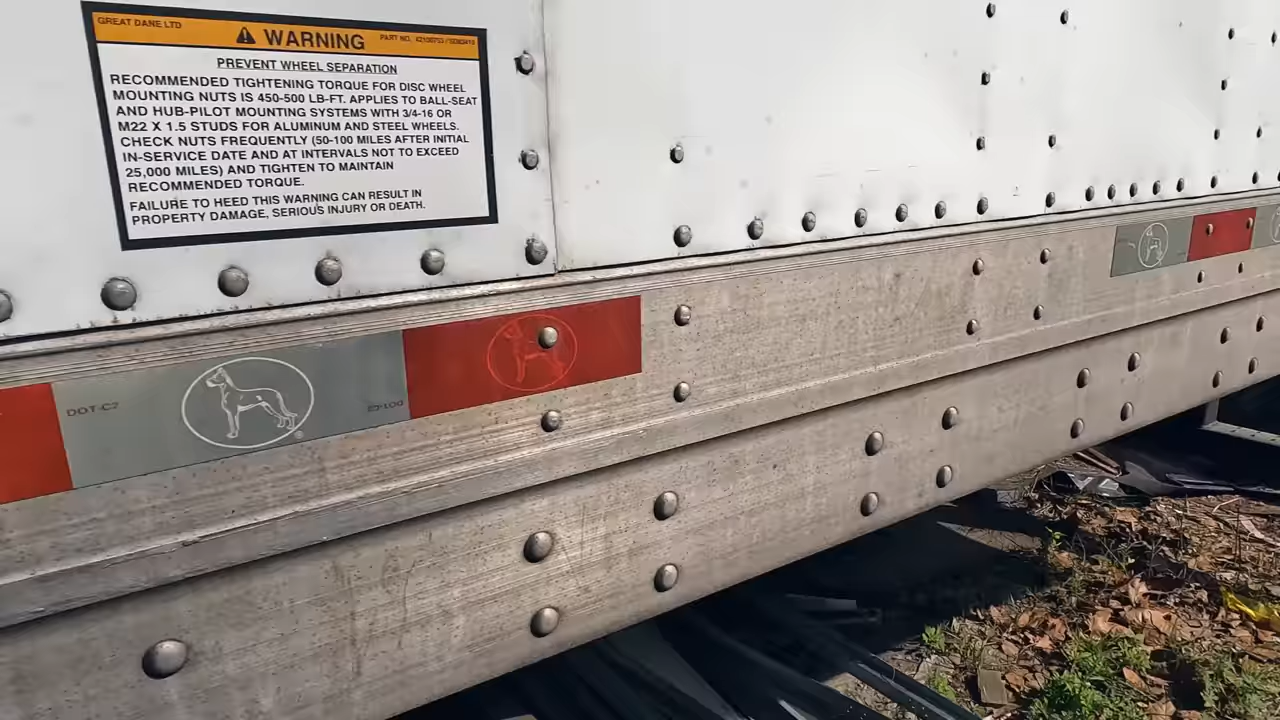 GREAT DANE LTD
WARNING
PREVENT WHEEL SEPARATION
RECOMMENDED TIGHTENING TORQUE FOR DISC WHEEL
MOUNTING NUTS IS 450-500 LB-FT. APPLIES TO BALL-SEAT
AND HUB-PILOT MOUNTING SYSTEMS WITH 3/4-16 OR
M22 X 1.5 STUDS FOR ALUMINUM AND STEEL WHEELS.
CHECK NUTS FREQUENTLY (50-100 MILES AFTER INITIAL
IN-SERVICE DATE AND AT INTERVALS NOT TO EXCEED
25,000 MILES) AND TIGHTEN TO MAINTAIN
RECOMMENDED TORQUE.
FAILURE TO HEED THIS WARNING CAN RESULT IN
PROPERTY DAMAGE, SERIOUS INJURY OR DEATH.
PART NO.
DOT-C2